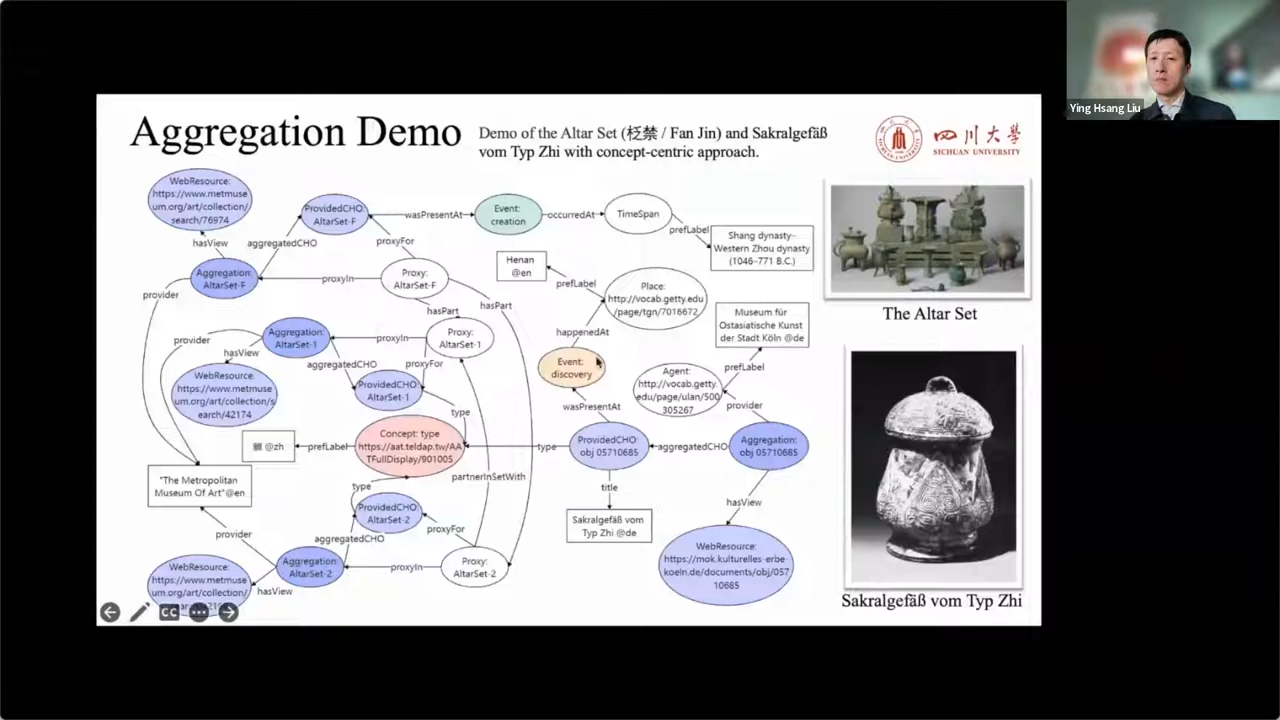 Ying Hsang Liu
Aggregation Demo
Demo of the Altar Set (柉禁 / Fan Jin) and Sakralgefäß
vom Typ Zhi with concept-centric approach.
四川大學
SICHUAN UNIVERSITY
WebResource:
https://www.metmuse
um.org/art/collection/
search/76974
ProvidedCHO:
AltarSet-F
wasPresentAt
Event:
creation
occurredAt
TimeSpan
prefLabel
Shang dynasty–
Western Zhou dynasty
(1046–771 B.C.)
hasView
aggregatedCHO
proxyFor
Henan
@en
prefLabel
Aggregation:
AltarSet-F
proxyIn
Proxy:
AltarSet-F
Place:
http://vocab.getty.edu
/page/tgn/7016672
provider
hasPart
hasPart
The Altar Set
Museum für
Ostasiatische Kunst
der Stadt Köln @de
happenedAt
provider
Aggregation:
AltarSet-1
proxyIn
Proxy:
AltarSet-1
hasView
aggregatedCHO
proxyFor
Event:
discovery
prefLabel
WebResource:
https://www.metmuse
um.org/art/collection/s
earch/42174
ProvidedCHO:
AltarSet-1
Agent:
http://vocab.getty.
edu/page/ulan/500
305267
wasPresentAt
provider
type
@zh
prefLabel
Concept: type
https://aat.teldap.tw/AA
TFullDisplay/901005
type
ProvidedCHO:
obj 05710685
aggregatedCHO
Aggregation:
obj 05710685
"The Metropolitan
Museum Of Art"@en
type
partnerInSetWith
title
hasView
ProvidedCHO:
AltarSet-2
proxyFor
Sakralgefäß vom
Typ Zhi @de
provider
aggregatedCHO
WebResource:
https://www.metmuse
um.org/art/collection/
Aggregation:
AltarSet-2
proxyIn
Proxy:
AltarSet-2
hasView
WebResource:
https://mok.kulturelles-erbe-
koeln.de/documents/obj/057
10685
Sakralgefäß vom Typ Zhi
CC